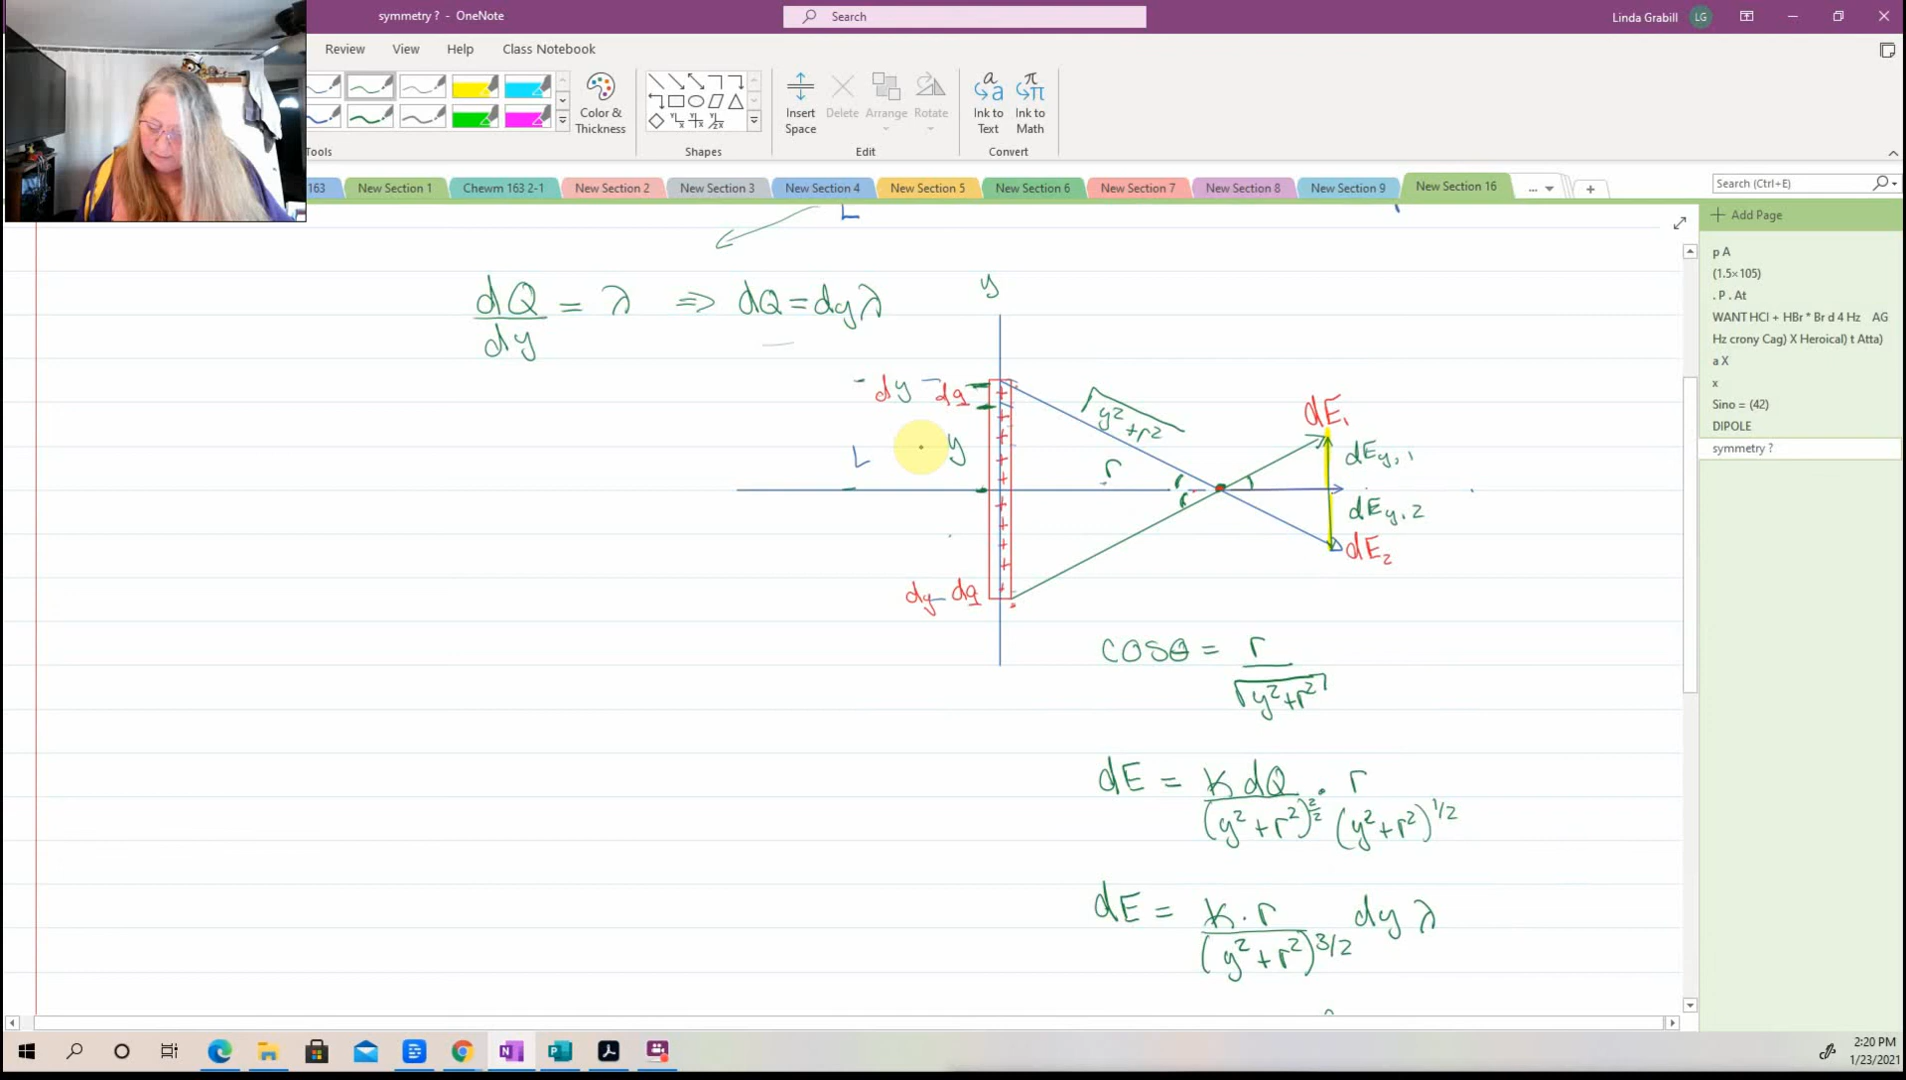 symmetry ? - OneNote
Search
Linda Grabill
LG
Review
View
Help
Class Notebook
Color & Thickness
Insert Space
Delete
Arrange
Rotate
Ink to Text
Ink to Math
Tools
Shapes
Edit
Convert
163
New Section 1
Chewm 163 2-1
New Section 2
New Section 3
New Section 4
New Section 5
New Section 6
New Section 7
New Section 8
New Section 9
New Section 16
...
Search (Ctrl+E)
Add Page
p A
(1.5×105)
. P . At
WANT HCl + HBr * Br d 4 Hz AG
Hz crony Cag) X Heroical) t Atta)
a X
x
Sino = (42)
DIPOLE
symmetry ?
L
dQ/dy = λ ⇒ dQ = dyλ
y
dy dq
√y²+r²
dE₁
L
y
r
dEy,1
dEy,2
dE₂
dy dq
cosθ = r/√y²+r²
dE = K dQ/(y²+r²)^2/2 · r/(y²+r²)^1/2
dE = K·r/(y²+r²)^3/2 dy λ
2:20 PM
1/23/2021